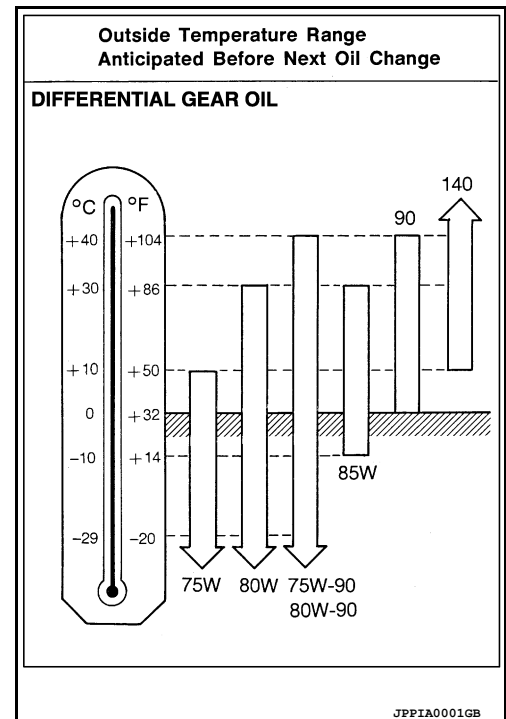 Outside Temperature Range
Anticipated Before Next Oil Change
DIFFERENTIAL GEAR OIL
140
90
°C °F
+40 +104
+30 +86
+10 +50
0 +32
-10 +14
85W
-29 -20
75W 80W 75W-90
80W-90
JPPIA0001GB